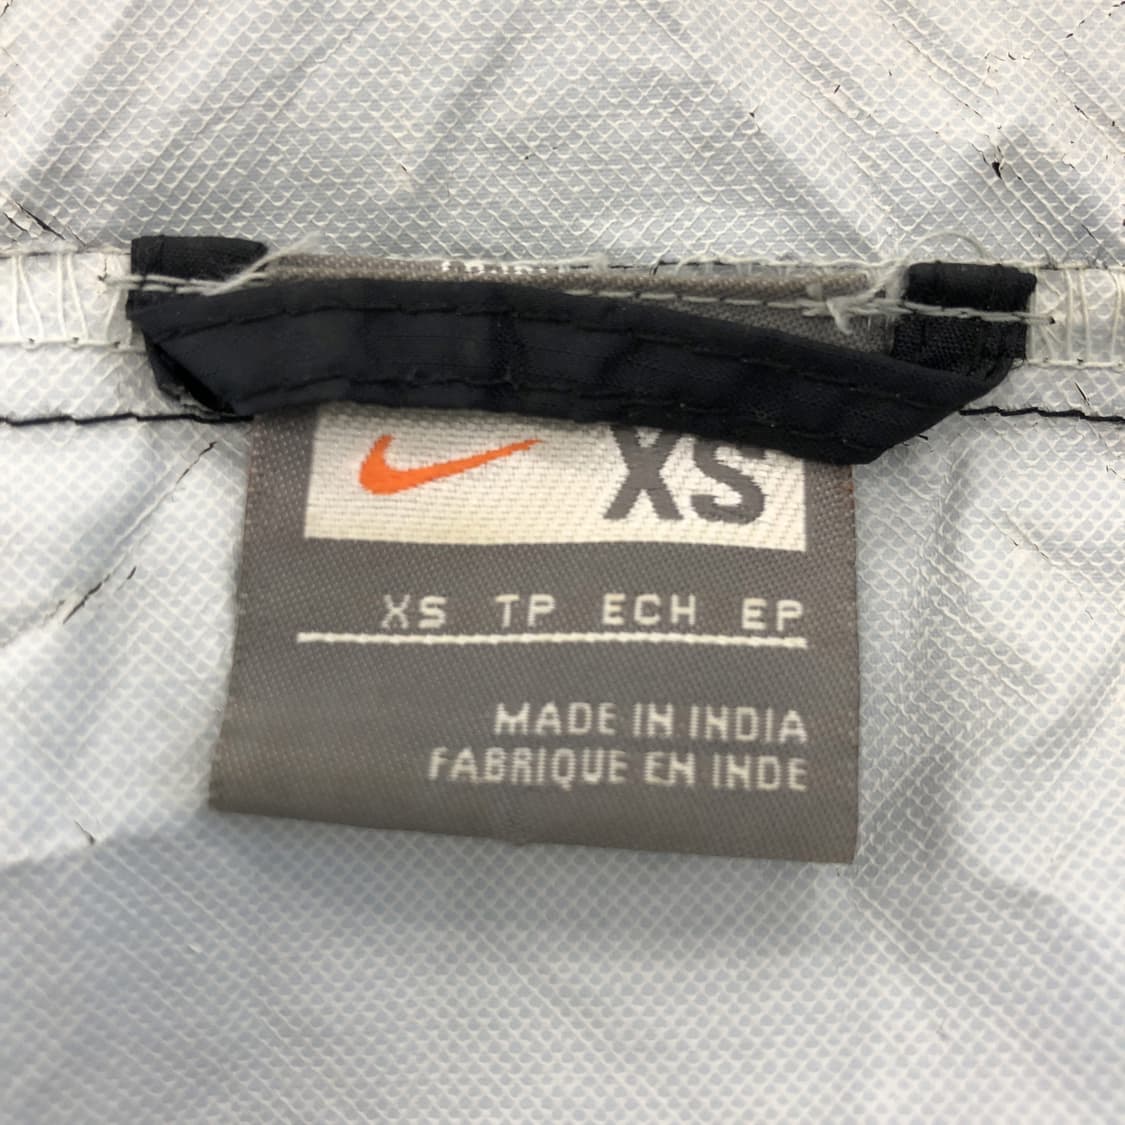 XS
XS TP ECH EP
MADE IN INDIA
FABRIQUE EN INDE